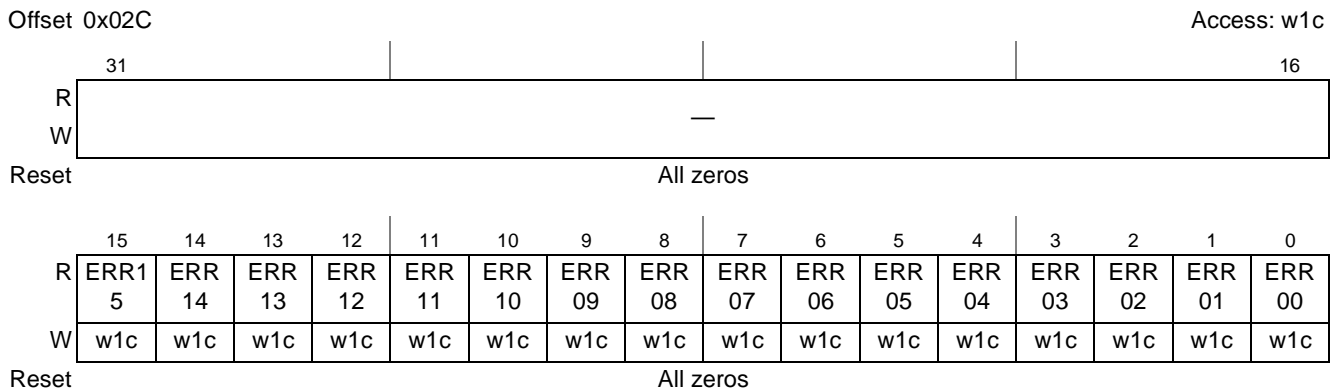 Offset 0x02C Access: w1c
31 16
R
—
W
Reset All zeros
15 14 13 12 11 10 9 8 7 6 5 4 3 2 1 0
R ERR1 ERR ERR ERR ERR ERR ERR ERR ERR ERR ERR ERR ERR ERR ERR ERR
5 14 13 12 11 10 09 08 07 06 05 04 03 02 01 00
W w1c w1c w1c w1c w1c w1c w1c w1c w1c w1c w1c w1c w1c w1c w1c w1c
Reset All zeros